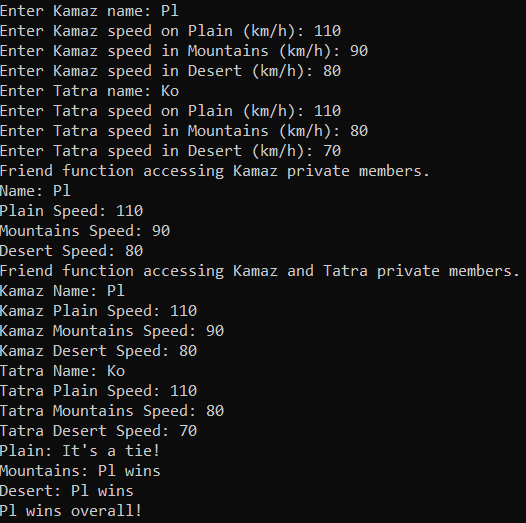 Enter Kamaz name: Pl
Enter Kamaz speed on Plain (km/h): 110
Enter Kamaz speed in Mountains (km/h): 90
Enter Kamaz speed in Desert (km/h): 80
Enter Tatra name: Ko
Enter Tatra speed on Plain (km/h): 110
Enter Tatra speed in Mountains (km/h): 80
Enter Tatra speed in Desert (km/h): 70
Friend function accessing Kamaz private members.
Name: Pl
Plain Speed: 110
Mountains Speed: 90
Desert Speed: 80
Friend function accessing Kamaz and Tatra private members.
Kamaz Name: Pl
Kamaz Plain Speed: 110
Kamaz Mountains Speed: 90
Kamaz Desert Speed: 80
Tatra Name: Ko
Tatra Plain Speed: 110
Tatra Mountains Speed: 80
Tatra Desert Speed: 70
Plain: It's a tie!
Mountains: Pl wins
Desert: Pl wins
Pl wins overall!